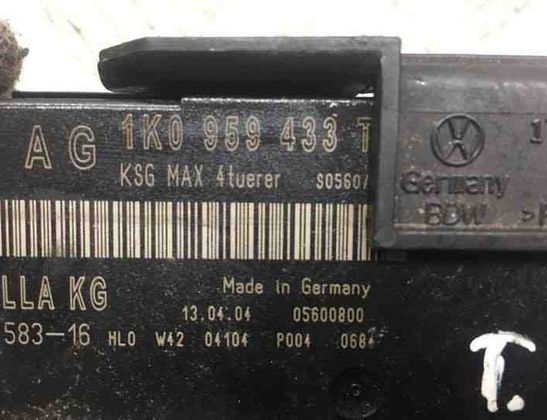 AG 1K0 959 433 T
KSG MAX 4tuerer S0560
Germany
BDW >P
LLA KG
Made in Germany
13.04.04 05600800
583-16 HL0 W42 04104 P004 068
T.